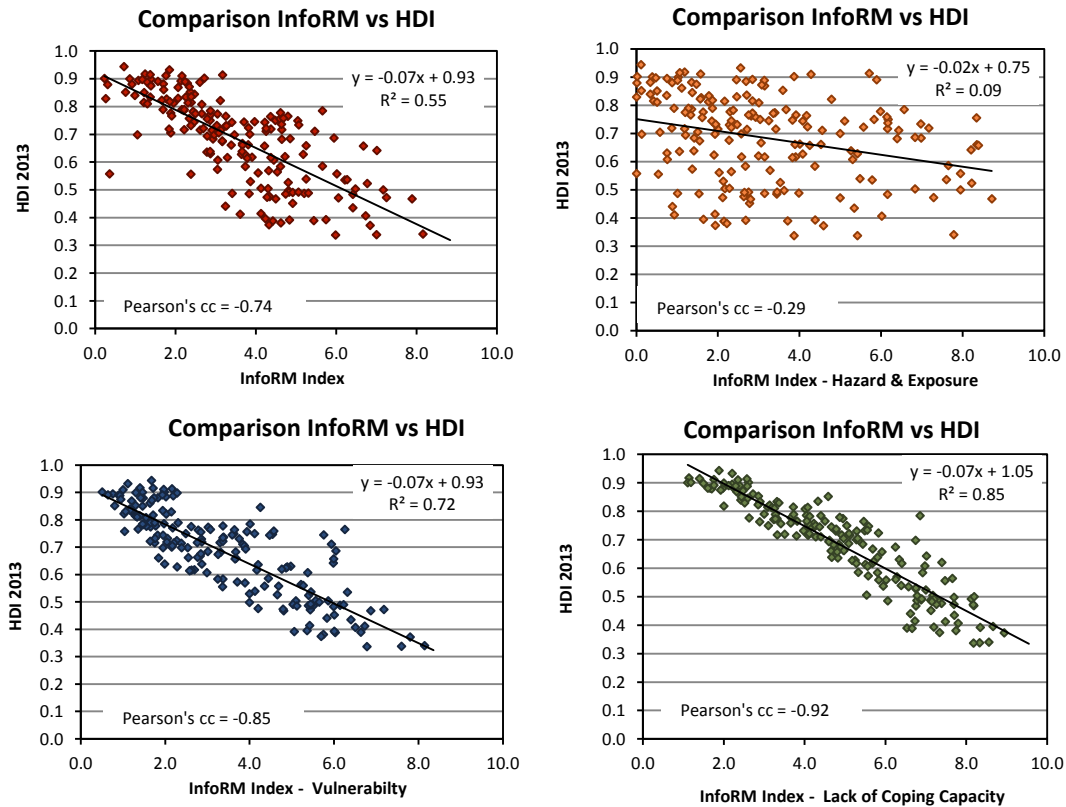 Comparison InfoRM vs HDI
y = -0.07x + 0.93
R² = 0.55
HDI 2013
1.0
0.9
0.8
0.7
0.6
0.5
0.4
0.3
0.2
0.1
0.0
Pearson's cc = -0.74
0.0 2.0 4.0 6.0 8.0 10.0
InfoRM Index
Comparison InfoRM vs HDI
y = -0.02x + 0.75
R² = 0.09
HDI 2013
1.0
0.9
0.8
0.7
0.6
0.5
0.4
0.3
0.2
0.1
0.0
Pearson's cc = -0.29
0.0 2.0 4.0 6.0 8.0 10.0
InfoRM Index - Hazard & Exposure
Comparison InfoRM vs HDI
y = -0.07x + 0.93
R² = 0.72
HDI 2013
1.0
0.9
0.8
0.7
0.6
0.5
0.4
0.3
0.2
0.1
0.0
Pearson's cc = -0.85
0.0 2.0 4.0 6.0 8.0 10.0
InfoRM Index - Vulnerabilty
Comparison InfoRM vs HDI
y = -0.07x + 1.05
R² = 0.85
HDI 2013
1.0
0.9
0.8
0.7
0.6
0.5
0.4
0.3
0.2
0.1
0.0
Pearson's cc = -0.92
0.0 2.0 4.0 6.0 8.0 10.0
InfoRM Index - Lack of Coping Capacity